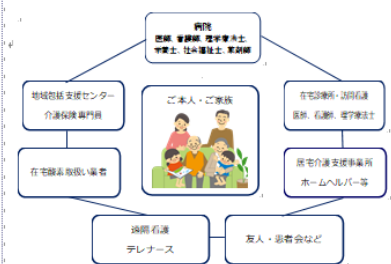 病院
医師、看護師、理学療法士、
栄養士、社会福祉士、薬剤師
地域包括支援センター
介護保険専門員
ご本人・ご家族
在宅診療所・訪問看護
医師、看護師、理学療法士
在宅酸素取扱い業者
居宅介護支援事業所
ホームヘルパー等
遠隔看護
テレナース
友人・患者会など